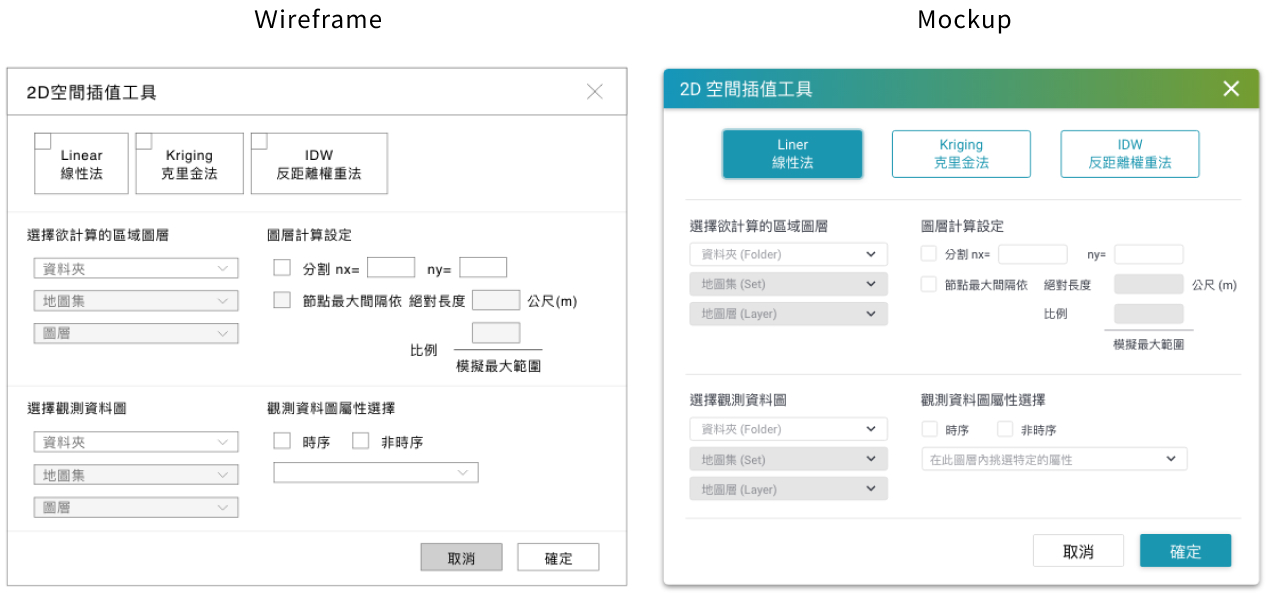 Wireframe
2D空間插值工具
Linear
線性法
Kriging
克里金法
IDW
反距離權重法
選擇欲計算的區域圖層
資料夾
地圖集
圖層
圖層計算設定
分割 nx= ny=
節點最大間隔依 絕對長度 公尺(m)
比例
模擬最大範圍
選擇觀測資料圖
資料夾
地圖集
圖層
觀測資料圖屬性選擇
時序 非時序
取消 確定
Mockup
2D 空間插值工具
Liner
線性法
Kriging
克里金法
IDW
反距離權重法
選擇欲計算的區域圖層
資料夾 (Folder)
地圖集 (Set)
地圖層 (Layer)
圖層計算設定
分割 nx= ny=
節點最大間隔依 絕對長度 公尺 (m)
比例
模擬最大範圍
選擇觀測資料圖
資料夾 (Folder)
地圖集 (Set)
地圖層 (Layer)
觀測資料圖屬性選擇
時序 非時序
在此圖層內挑選特定的屬性
取消 確定